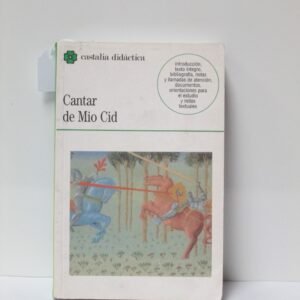 castalia didáctica
introducción,
texto íntegro,
bibliografía, notas
y llamadas de atención,
documentos,
orientaciones para
el estudio
y notas
textuales
Cantar
de Mio Cid